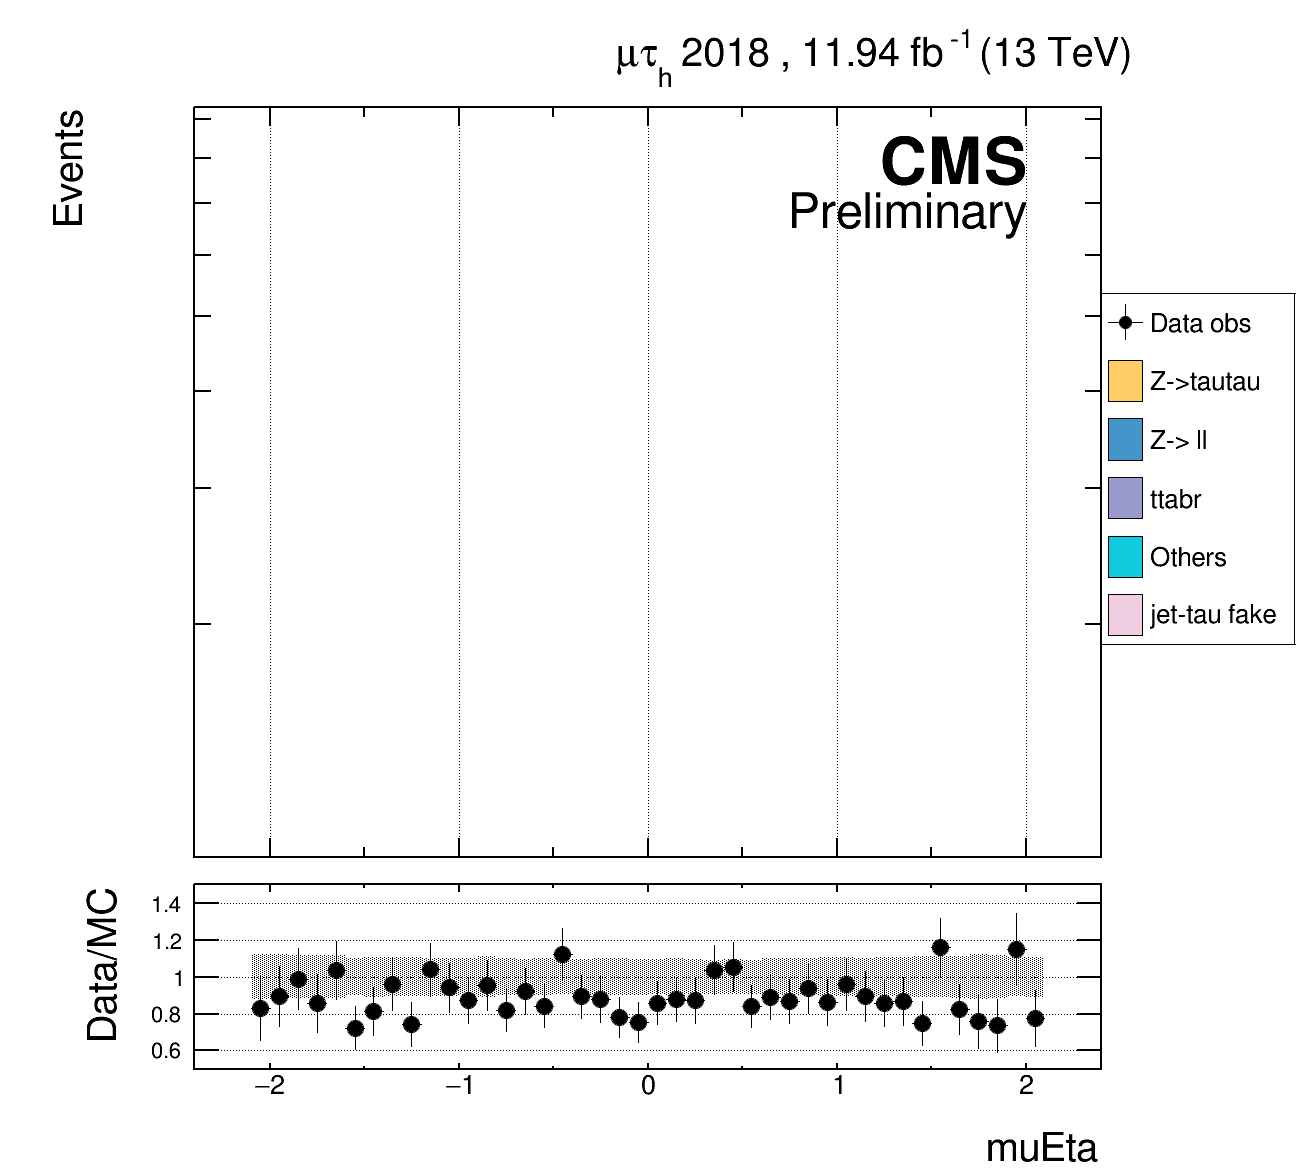 μτh 2018 , 11.94 fb-1 (13 TeV)
Events
CMS
Preliminary
Data obs
Z->tautau
Z-> ll
ttabr
Others
jet-tau fake
Data/MC
1.4
1.2
1
0.8
0.6
−2
−1
0
1
2
muEta